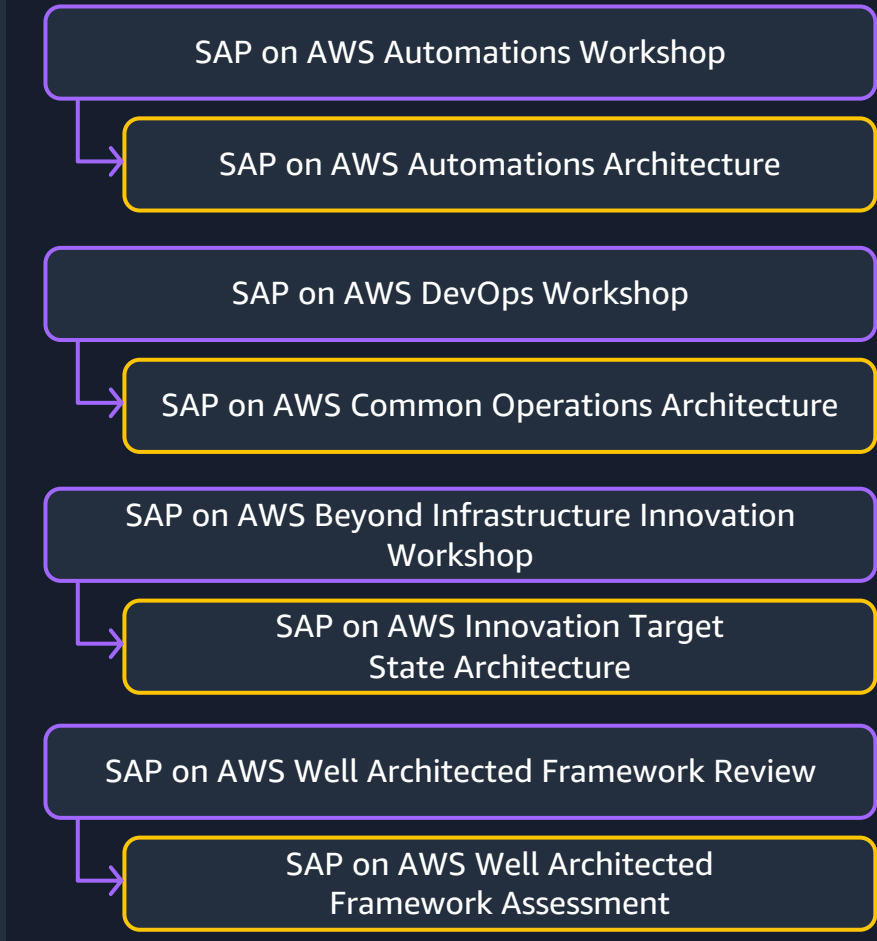 SAP on AWS Automations Workshop
SAP on AWS Automations Architecture
SAP on AWS DevOps Workshop
SAP on AWS Common Operations Architecture
SAP on AWS Beyond Infrastructure Innovation
Workshop
SAP on AWS Innovation Target
State Architecture
SAP on AWS Well Architected Framework Review
SAP on AWS Well Architected
Framework Assessment